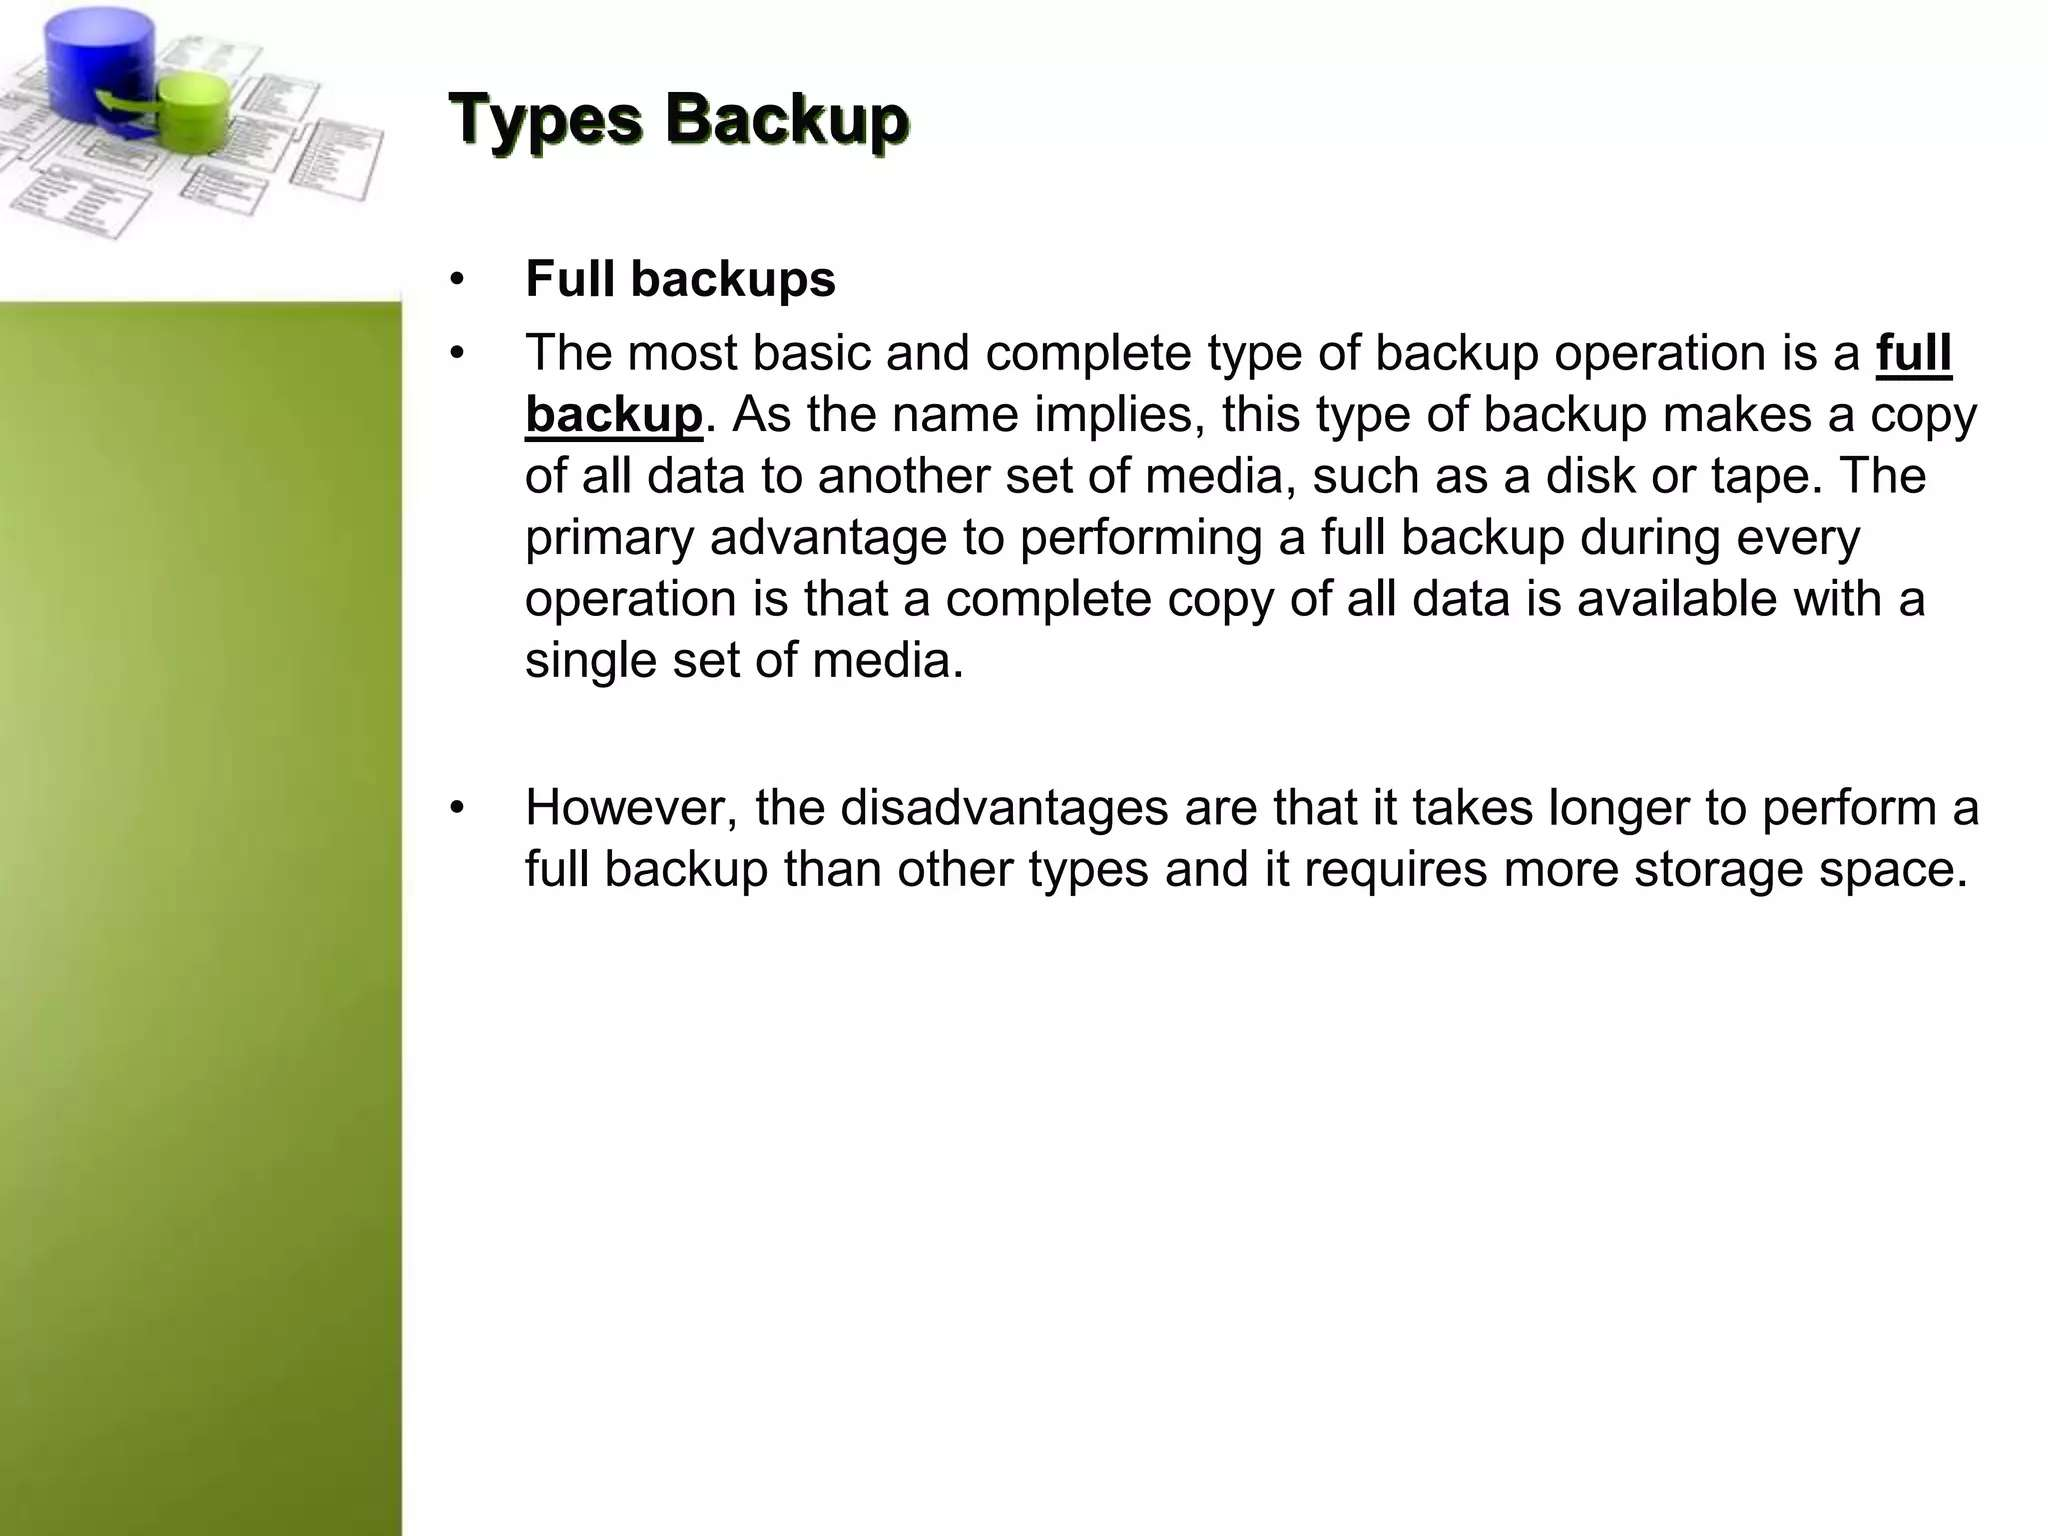 Types Backup
• Full backups
• The most basic and complete type of backup operation is a full
backup. As the name implies, this type of backup makes a copy
of all data to another set of media, such as a disk or tape. The
primary advantage to performing a full backup during every
operation is that a complete copy of all data is available with a
single set of media.
• However, the disadvantages are that it takes longer to perform a
full backup than other types and it requires more storage space.